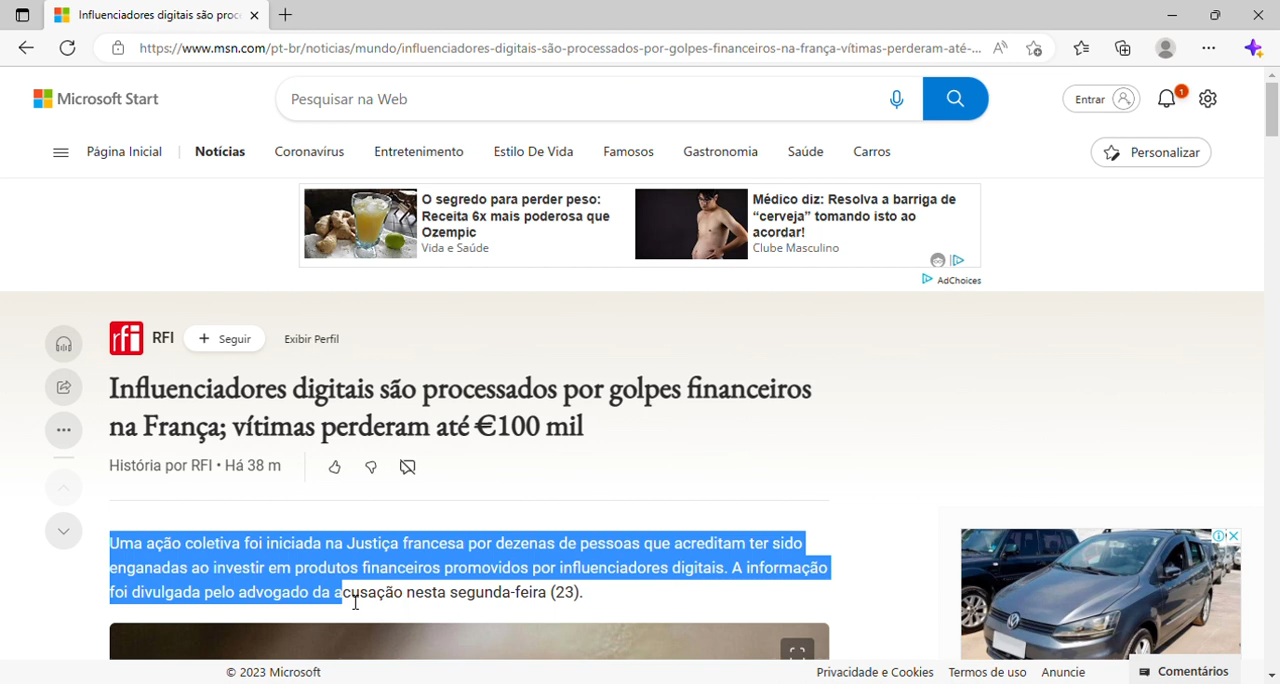 Influenciadores digitais são proc
https://www.msn.com/pt-br/noticias/mundo/influenciadores-digitais-são-processados-por-golpes-financeiros-na-frança-vítimas-perderam-até-...
Microsoft Start
Pesquisar na Web
Entrar
1
Página Inicial
Notícias
Coronavirus
Entretenimento
Estilo De Vida
Famosos
Gastronomia
Saúde
Carros
Personalizar
O segredo para perder peso:
Receita 6x mais poderosa que
Ozempic
Vida e Saúde
Médico diz: Resolva a barriga de
“cerveja” tomando isto ao
acordar!
Clube Masculino
AdChoices
rfi RFI
+ Seguir
Exibir Perfil
Influenciadores digitais são processados por golpes financeiros
na França; vítimas perderam até €100 mil
História por RFI • Há 38 m
Uma ação coletiva foi iniciada na Justiça francesa por dezenas de pessoas que acreditam ter sido
enganadas ao investir em produtos financeiros promovidos por influenciadores digitais. A informação
foi divulgada pelo advogado da acusação nesta segunda-feira (23).
© 2023 Microsoft
Privacidade e Cookies
Termos de uso
Anuncie
Comentários